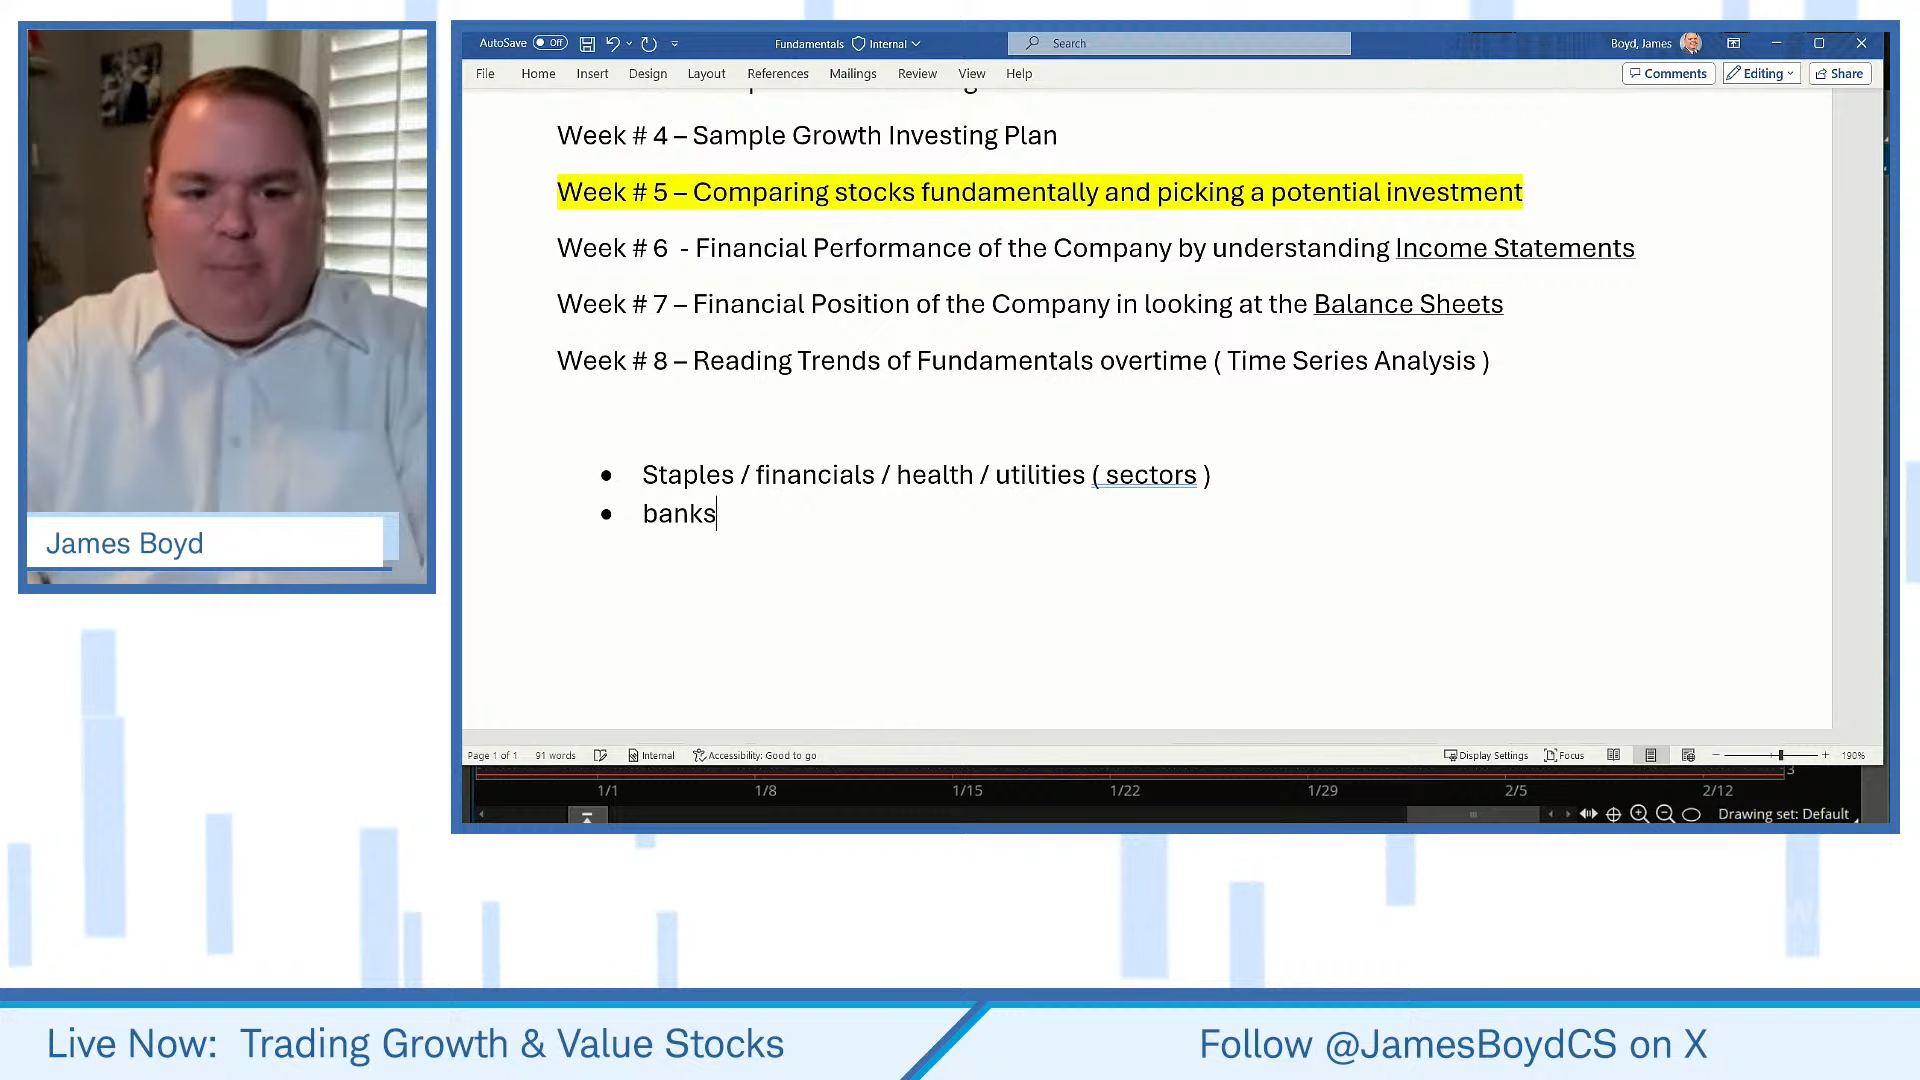 AutoSave Off
Fundamentals Internal
Search
Boyd, James
File Home Insert Design Layout References Mailings Review View Help
Comments Editing Share
Week # 4 – Sample Growth Investing Plan
Week # 5 – Comparing stocks fundamentally and picking a potential investment
Week # 6 - Financial Performance of the Company by understanding Income Statements
Week # 7 – Financial Position of the Company in looking at the Balance Sheets
Week # 8 – Reading Trends of Fundamentals overtime ( Time Series Analysis )
• Staples / financials / health / utilities ( sectors )
• banks
James Boyd
Page 1 of 1 91 words Internal Accessibility: Good to go Display Settings Focus 190%
1/1 1/8 1/15 1/22 1/29 2/5 2/12
Drawing set: Default
Live Now: Trading Growth & Value Stocks
Follow @JamesBoydCS on X